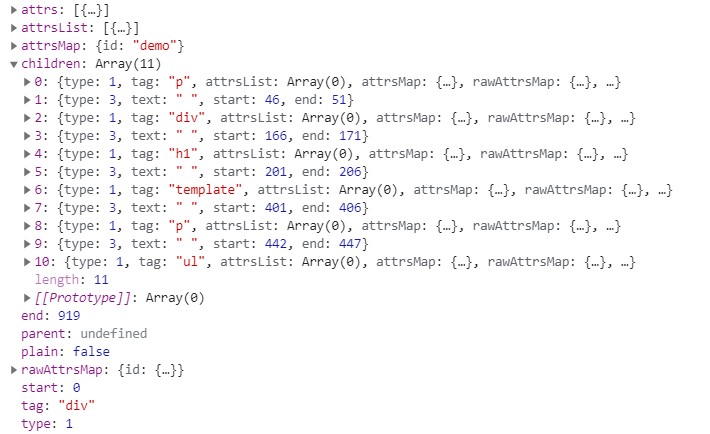 ▶ attrs: [{…}]
▶ attrsList: [{…}]
▶ attrsMap: {id: "demo"}
▼ children: Array(11)
▶ 0: {type: 1, tag: "p", attrsList: Array(0), attrsMap: {…}, rawAttrsMap: {…}, …}
▶ 1: {type: 3, text: " ", start: 46, end: 51}
▶ 2: {type: 1, tag: "div", attrsList: Array(0), attrsMap: {…}, rawAttrsMap: {…}, …}
▶ 3: {type: 3, text: " ", start: 166, end: 171}
▶ 4: {type: 1, tag: "h1", attrsList: Array(0), attrsMap: {…}, rawAttrsMap: {…}, …}
▶ 5: {type: 3, text: " ", start: 201, end: 206}
▶ 6: {type: 1, tag: "template", attrsList: Array(0), attrsMap: {…}, rawAttrsMap: {…}, …}
▶ 7: {type: 3, text: " ", start: 401, end: 406}
▶ 8: {type: 1, tag: "p", attrsList: Array(0), attrsMap: {…}, rawAttrsMap: {…}, …}
▶ 9: {type: 3, text: " ", start: 442, end: 447}
▶ 10: {type: 1, tag: "ul", attrsList: Array(0), attrsMap: {…}, rawAttrsMap: {…}, …}
length: 11
▶ [[Prototype]]: Array(0)
end: 919
parent: undefined
plain: false
▶ rawAttrsMap: {id: {…}}
start: 0
tag: "div"
type: 1